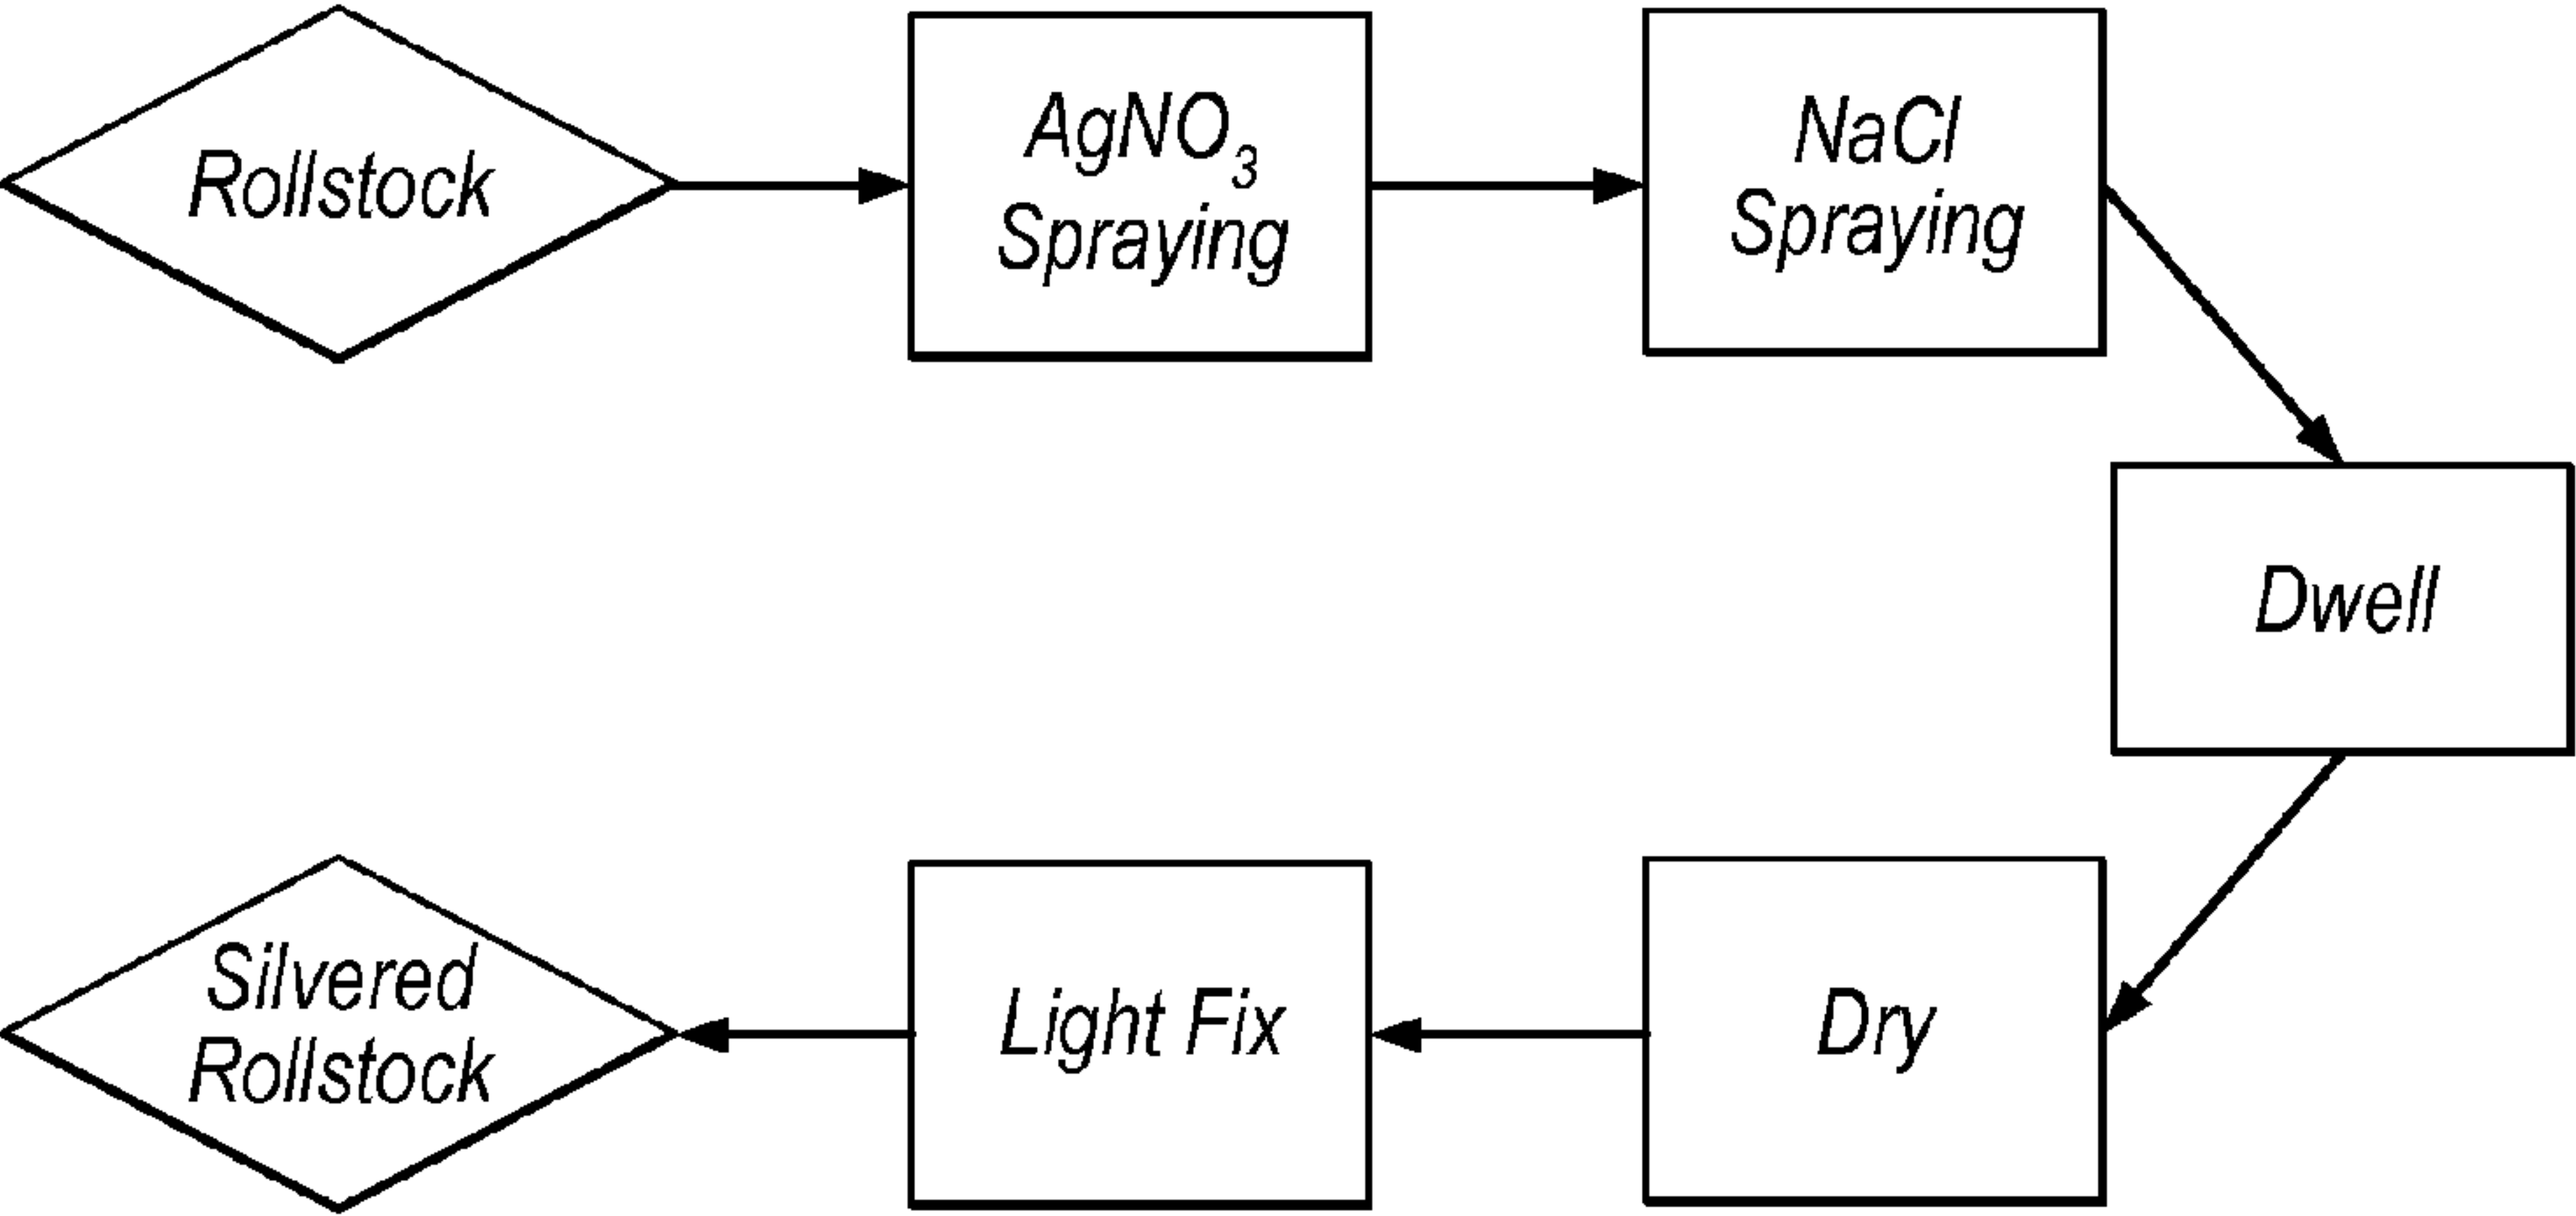 Rollstock
AgNO₃
Spraying
NaCl
Spraying
Dwell
Dry
Light Fix
Silvered
Rollstock